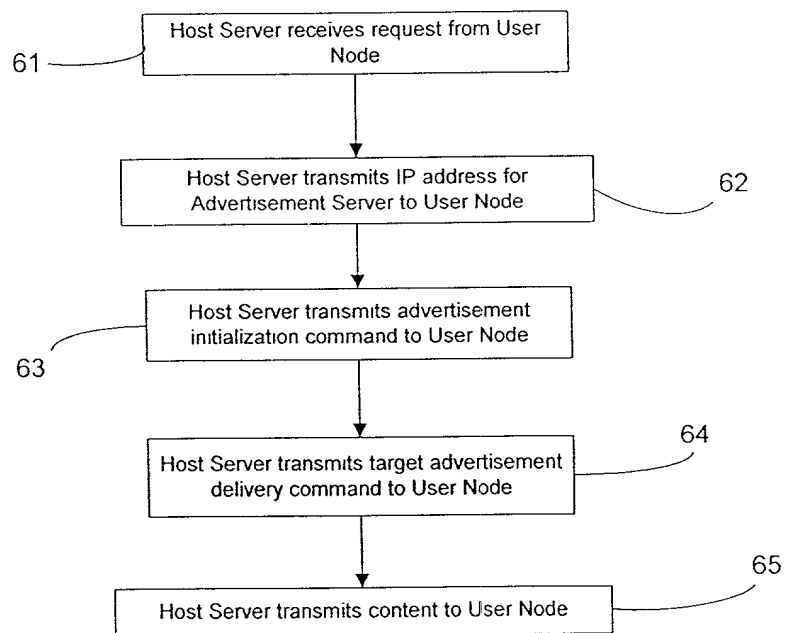 Host Server receives request from User
Node
61
Host Server transmits IP address for
Advertisement Server to User Node
62
Host Server transmits advertisement
initialization command to User Node
63
Host Server transmits target advertisement
delivery command to User Node
64
Host Server transmits content to User Node
65